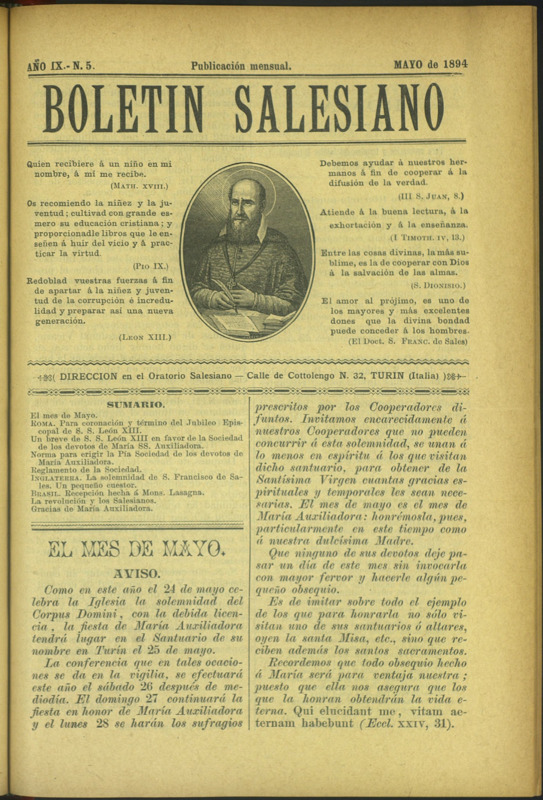 AÑO IX.- N. 5.
Publicación mensual.
MAYO de 1894
BOLETIN SALESIANO
Quien recibiere á un niño en mi
nombre, á mi me recibe.
(MATH. XVIII.)
Os recomiendo la niñez y la ju-
ventud; cultivad con grande es-
mero su educación cristiana; y
proporcionadle libros que le en-
señen á huir del vicio y á prac-
ticar la virtud.
(PIO IX.)
Redoblad vuestras fuerzas á fin
de apartar á la niñez y juven-
tud de la corrupción é incredu-
lidad y preparar así una nueva
generación.
(LEON XIII.)
Debemos ayudar á nuestros her-
manos á fin de cooperar á la
difusión de la verdad.
(III S. JUAN, 8.)
Atiende á la buena lectura, á la
exhortación y á la enseñanza.
(I TIMOTH. IV, 13.)
Entre las cosas divinas, la más su-
blime, es la de cooperar con Dios
á la salvación de las almas.
(S. DIONISIO.)
El amor al prójimo, es uno de
los mayores y más excelentes
dones que la divina bondad
puede conceder á los hombres.
(El Doct. S. FRANC. de Sales)
DIRECCION en el Oratorio Salesiano — Calle de Cottolengo N. 32, TURIN (Italia)
SUMARIO.
El mes de Mayo.
ROMA. Para coronación y término del Jubileo Epis-
copal de S. S. León XIII.
Un breve de S. S. León XIII en favor de la Sociedad
de los devotos de María SS. Auxiliadora.
Norma para erigir la Pía Sociedad de los devotos de
María Auxiliadora.
Reglamento de la Sociedad.
INGLATERRA. La solemnidad de S. Francisco de Sa-
les. Un pequeño cuestor.
BRASIL. Recepción hecha á Mons. Lasagna.
La revolución y los Salesianos.
Gracias de María Auxiliadora.
EL MES DE MAYO.
AVISO.
Como en este año el 24 de mayo ce-
lebra la Iglesia la solemnidad del
Corpus Domini, con la debida licen-
cia, la fiesta de María Auxiliadora
tendrá lugar en el Santuario de su
nombre en Turín el 25 de mayo.
La conferencia que en tales ocacio-
nes se da en la vigilia, se efectuará
este año el sábado 26 después de me-
diodía. El domingo 27 continuará la
fiesta en honor de María Auxiliadora
y el lunes 28 se harán los sufragios
prescritos por los Cooperadores di-
funtos. Invitamos encarecidamente á
nuestros Cooperadores que no pueden
concurrir á esta solemnidad, se unan á
lo menos en espíritu á los que visitan
dicho santuario, para obtener de la
Santísima Virgen cuantas gracias es-
pirituales y temporales les sean nece-
sarias. El mes de mayo es el mes de
María Auxiliadora: honrémosla, pues,
particularmente en este tiempo como
á nuestra dulcísima Madre.
Que ninguno de sus devotos deje pa-
sar un día de este mes sin invocarla
con mayor fervor y hacerle algún pe-
queño obsequio.
Es de imitar sobre todo el ejemplo
de los que para honrarla no sólo vi-
sitan uno de sus santuarios ó altares,
oyen la santa Misa, etc., sino que re-
ciben además los santos sacramentos.
Recordemos que todo obsequio hecho
á María será para ventaja nuestra;
puesto que ella nos asegura que los
que la honran obtendrán la vida e-
terna. Qui elucidant me, vitam ae-
ternam habebunt (Eccl. XXIV, 31).